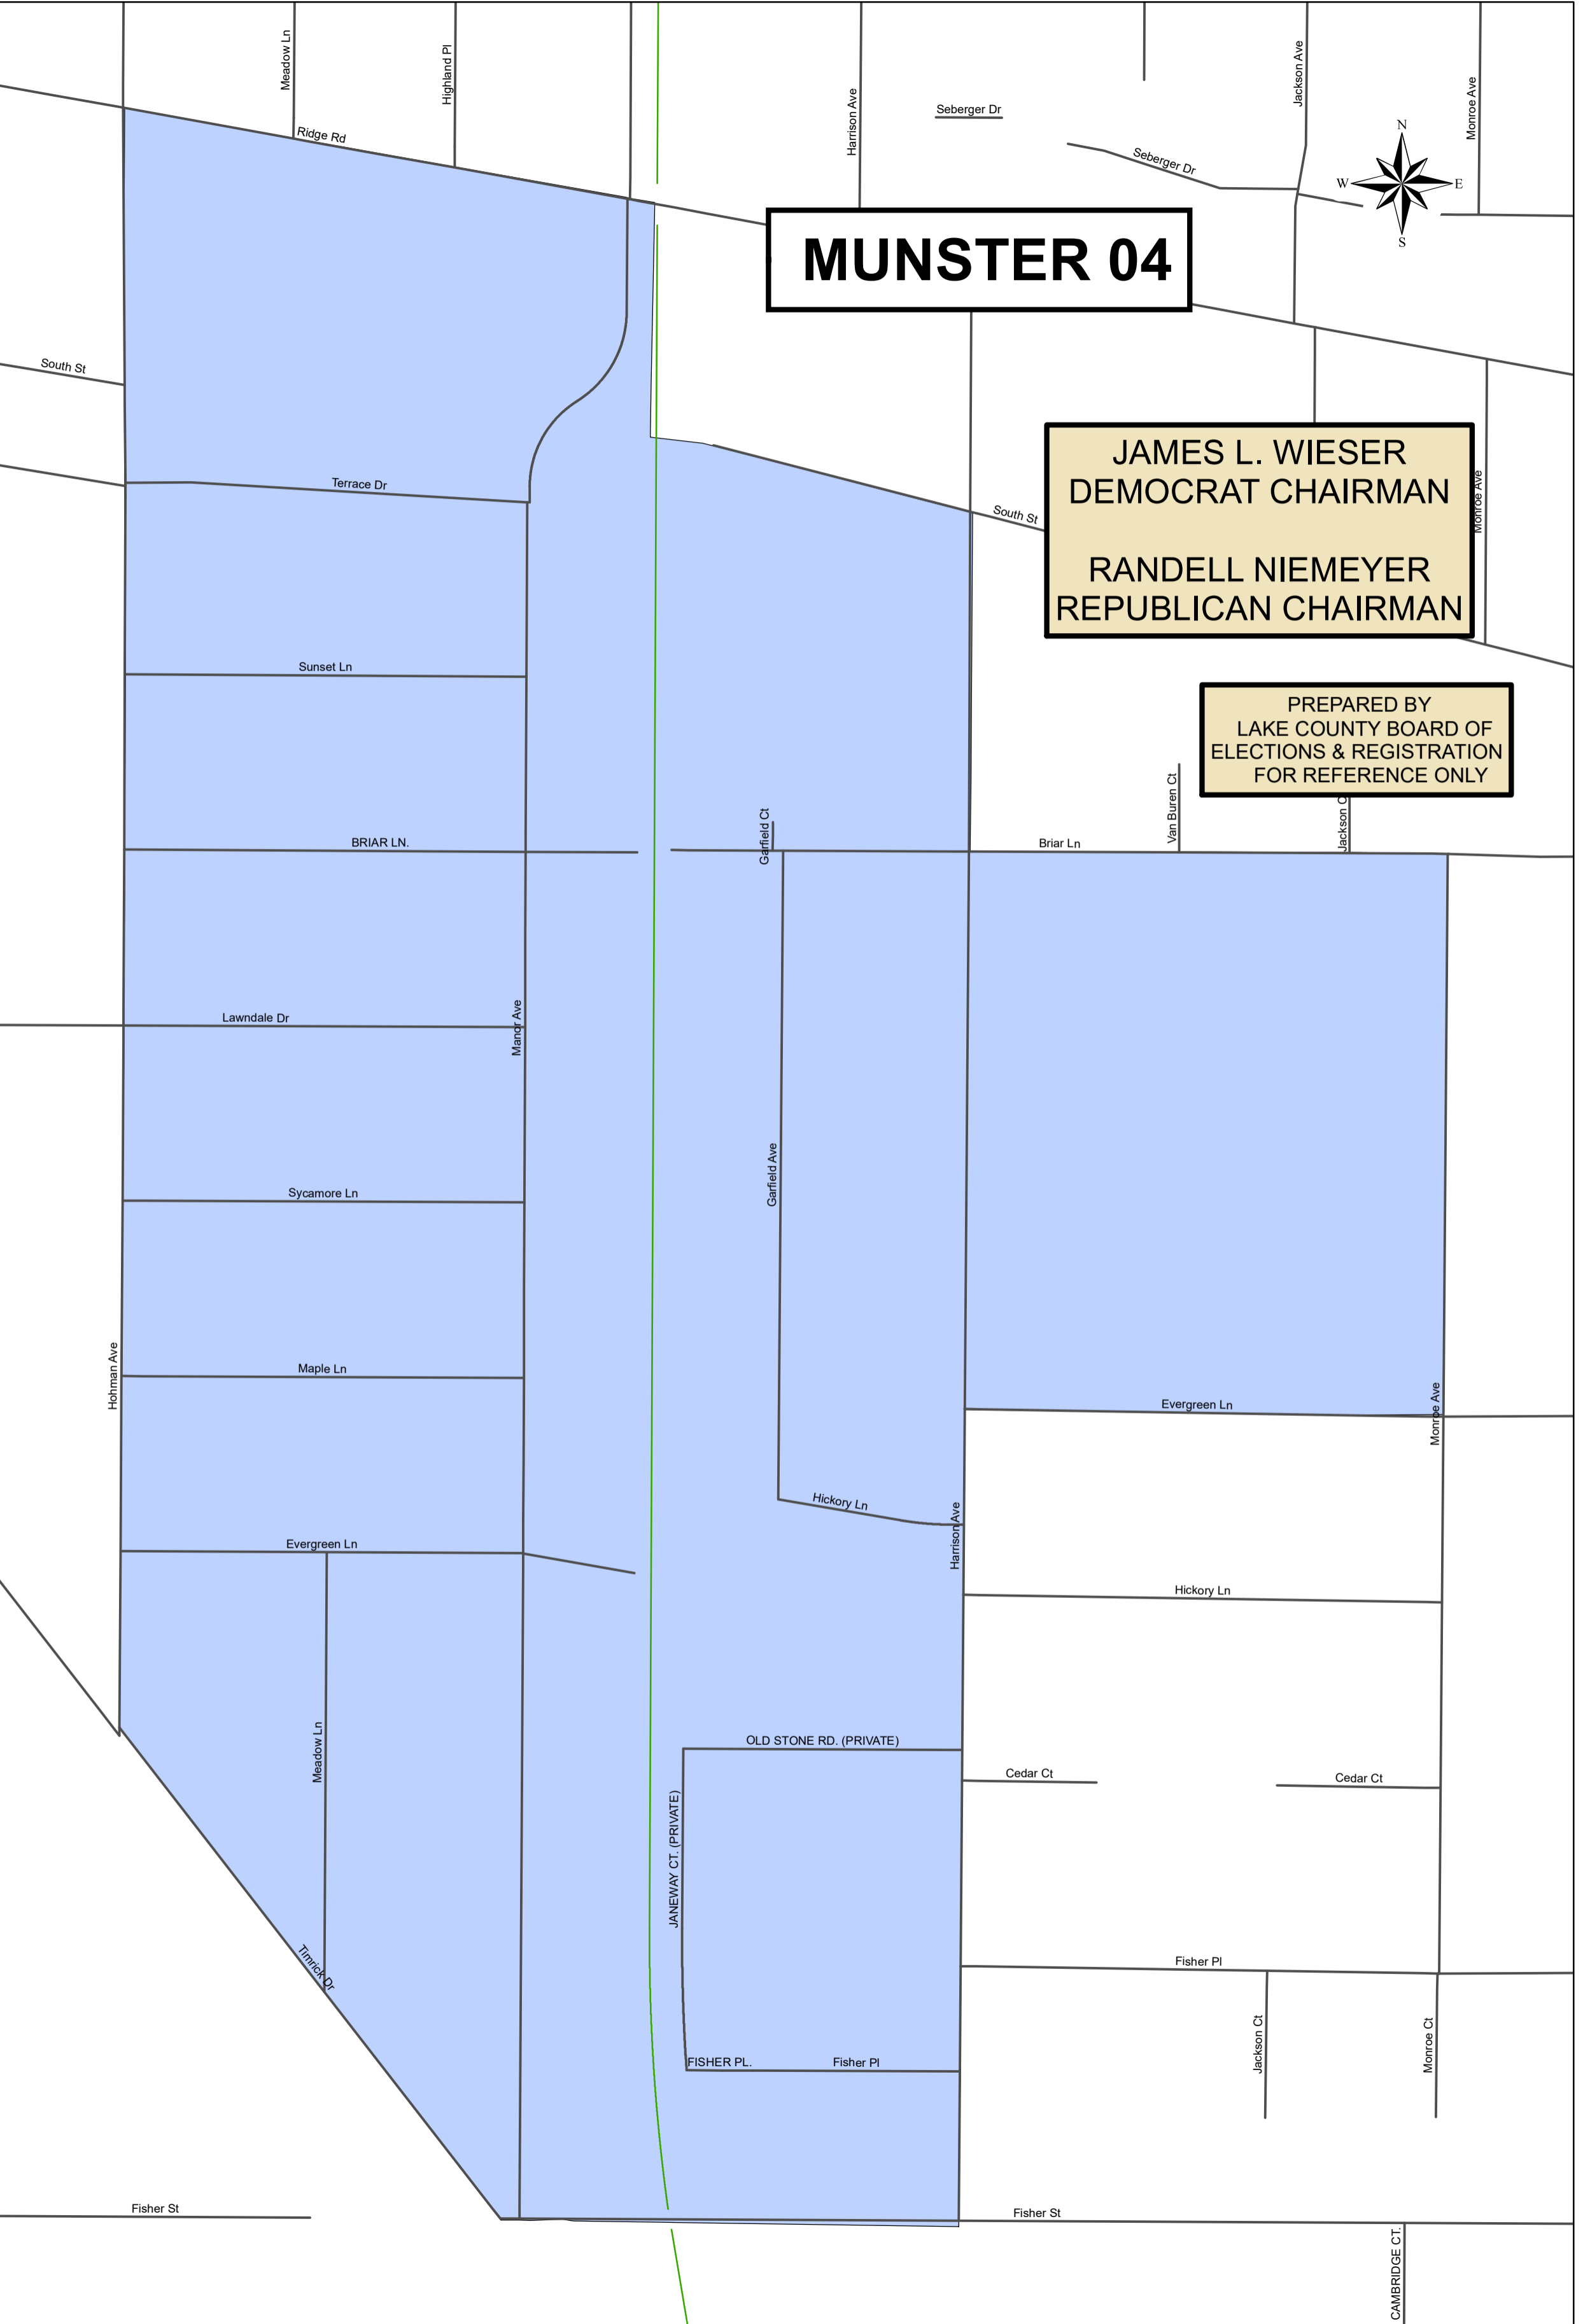 Meadow Ln
Highland Pl
Harrison Ave
Jackson Ave
Monroe Ave
Seberger Dr
Ridge Rd
Seberger Dr
N
W
E
S
MUNSTER 04
South St
JAMES L. WIESER
DEMOCRAT CHAIRMAN
RANDELL NIEMEYER
REPUBLICAN CHAIRMAN
Monroe Ave
Terrace Dr
South St
Sunset Ln
PREPARED BY
LAKE COUNTY BOARD OF
ELECTIONS & REGISTRATION
FOR REFERENCE ONLY
Van Buren Ct
Jackson C
Garfield Ct
BRIAR LN.
Briar Ln
Manor Ave
Lawndale Dr
Garfield Ave
Sycamore Ln
Hohman Ave
Maple Ln
Monroe Ave
Evergreen Ln
Hickory Ln
Harrison Ave
Evergreen Ln
Hickory Ln
Meadow Ln
OLD STONE RD. (PRIVATE)
Cedar Ct
Cedar Ct
JANEWAY CT. (PRIVATE)
Timrick Dr
Fisher Pl
Jackson Ct
Monroe Ct
FISHER PL.
Fisher Pl
Fisher St
Fisher St
CAMBRIDGE CT.